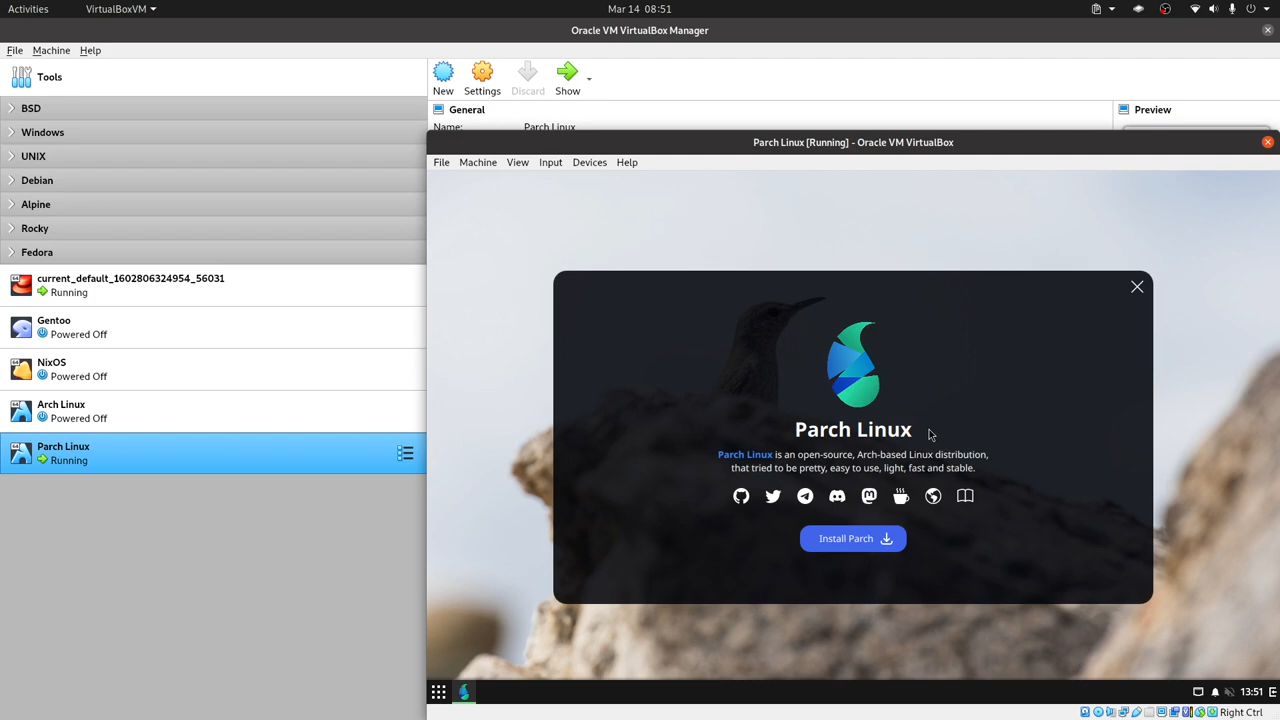 Activities
VirtualBoxVM
Mar 14 08:51
Oracle VM VirtualBox Manager
File Machine Help
Tools
New
Settings
Discard
Show
BSD
Windows
UNIX
Debian
Alpine
Rocky
Fedora
current_default_1602806324954_56031
Running
Gentoo
Powered Off
NixOS
Powered Off
Arch Linux
Powered Off
Parch Linux
Running
General
Preview
Name: Parch Linux
Parch Linux [Running] - Oracle VM VirtualBox
File Machine View Input Devices Help
Parch Linux
Parch Linux is an open-source, Arch-based Linux distribution,
that tried to be pretty, easy to use, light, fast and stable.
Install Parch
13:51
Right Ctrl